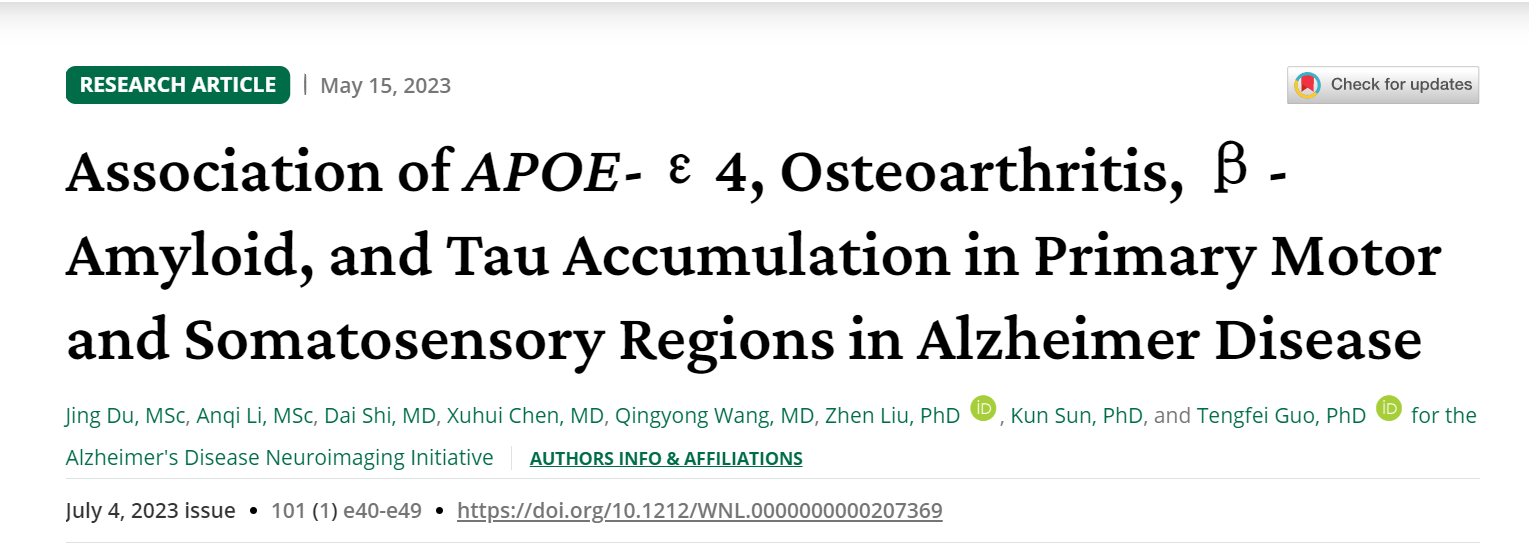 RESEARCH ARTICLE | May 15, 2023
Check for updates
Association of APOE- ε 4, Osteoarthritis, β -
Amyloid, and Tau Accumulation in Primary Motor
and Somatosensory Regions in Alzheimer Disease
Jing Du, MSc, Anqi Li, MSc, Dai Shi, MD, Xuhui Chen, MD, Qingyong Wang, MD, Zhen Liu, PhD iD, Kun Sun, PhD, and Tengfei Guo, PhD iD for the
Alzheimer's Disease Neuroimaging Initiative | AUTHORS INFO & AFFILIATIONS
July 4, 2023 issue • 101 (1) e40-e49 • https://doi.org/10.1212/WNL.0000000000207369